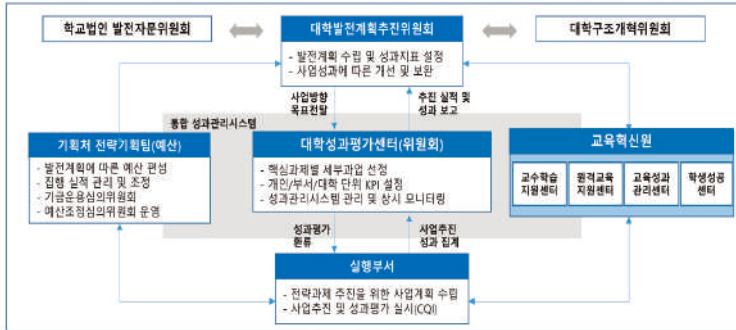 학교법인 발전자문위원회
대학발전계획추진위원회
- 발전계획 수립 및 성과지표 설정
- 사업성과에 따른 개선 및 보완
대학구조개혁위원회
사업방향
목표전달
추진 실적 및
성과 보고
통합 성과관리시스템
기획처 전략기획팀(예산)
- 발전계획에 따른 예산 편성
- 집행 실적 관리 및 조정
- 기금운용심의위원회
- 예산조정심의위원회 운영
대학성과평가센터(위원회)
- 핵심과제별 세부과업 선정
- 개인/부서/대학 단위 KPI 설정
- 성과관리시스템 관리 및 상시 모니터링
교육혁신원
교수학습
지원센터
원격교육
지원센터
교육성과
관리센터
학생성공
센터
성과평가
환류
사업추진
성과 집계
실행부서
- 전략과제 추진을 위한 사업계획 수립
- 사업추진 및 성과평가 실시(CQI)